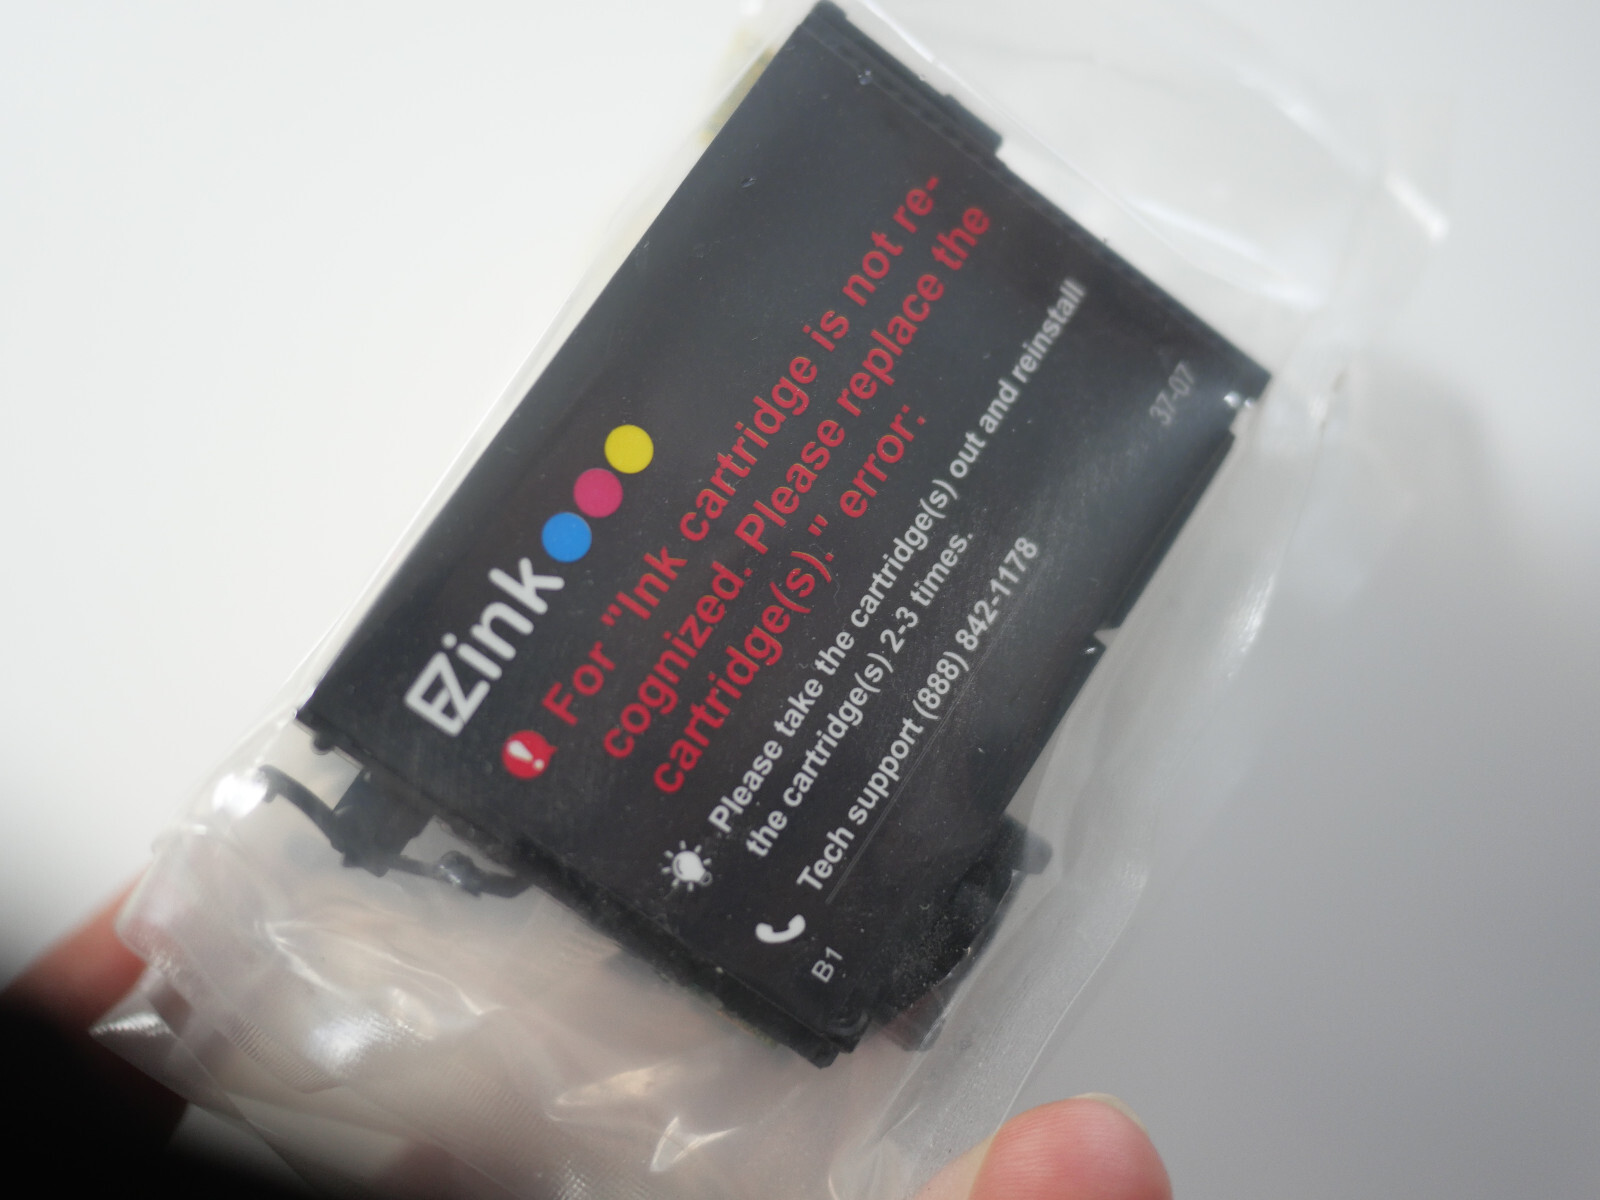 EZink
For "Ink cartridge is not re-
cognized. Please replace the
cartridge(s)." error:
Please take the cartridge(s) out and reinstall
the cartridge(s) 2-3 times.
Tech support (888) 842-1178
B1
37-07